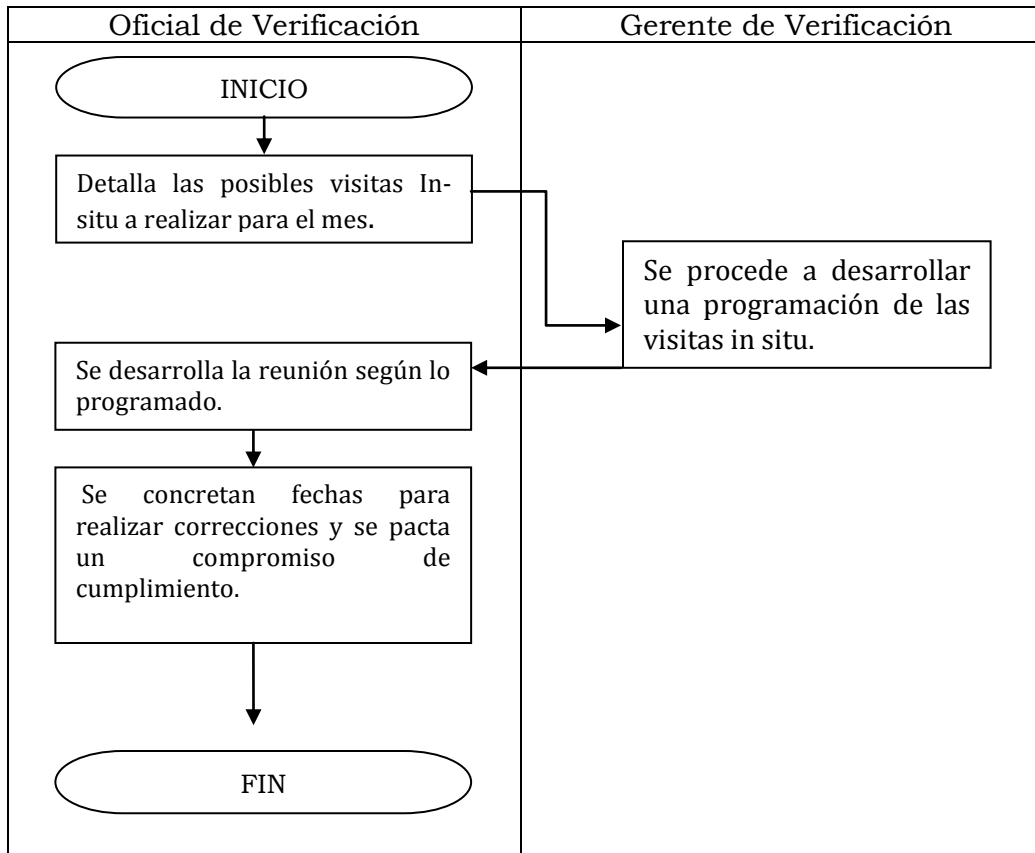 Oficial de Verificación
Gerente de Verificación
INICIO
Detalla las posibles visitas In-
situ a realizar para el mes.
Se procede a desarrollar
una programación de las
visitas in situ.
Se desarrolla la reunión según lo
programado.
Se concretan fechas para
realizar correcciones y se pacta
un compromiso de
cumplimiento.
FIN